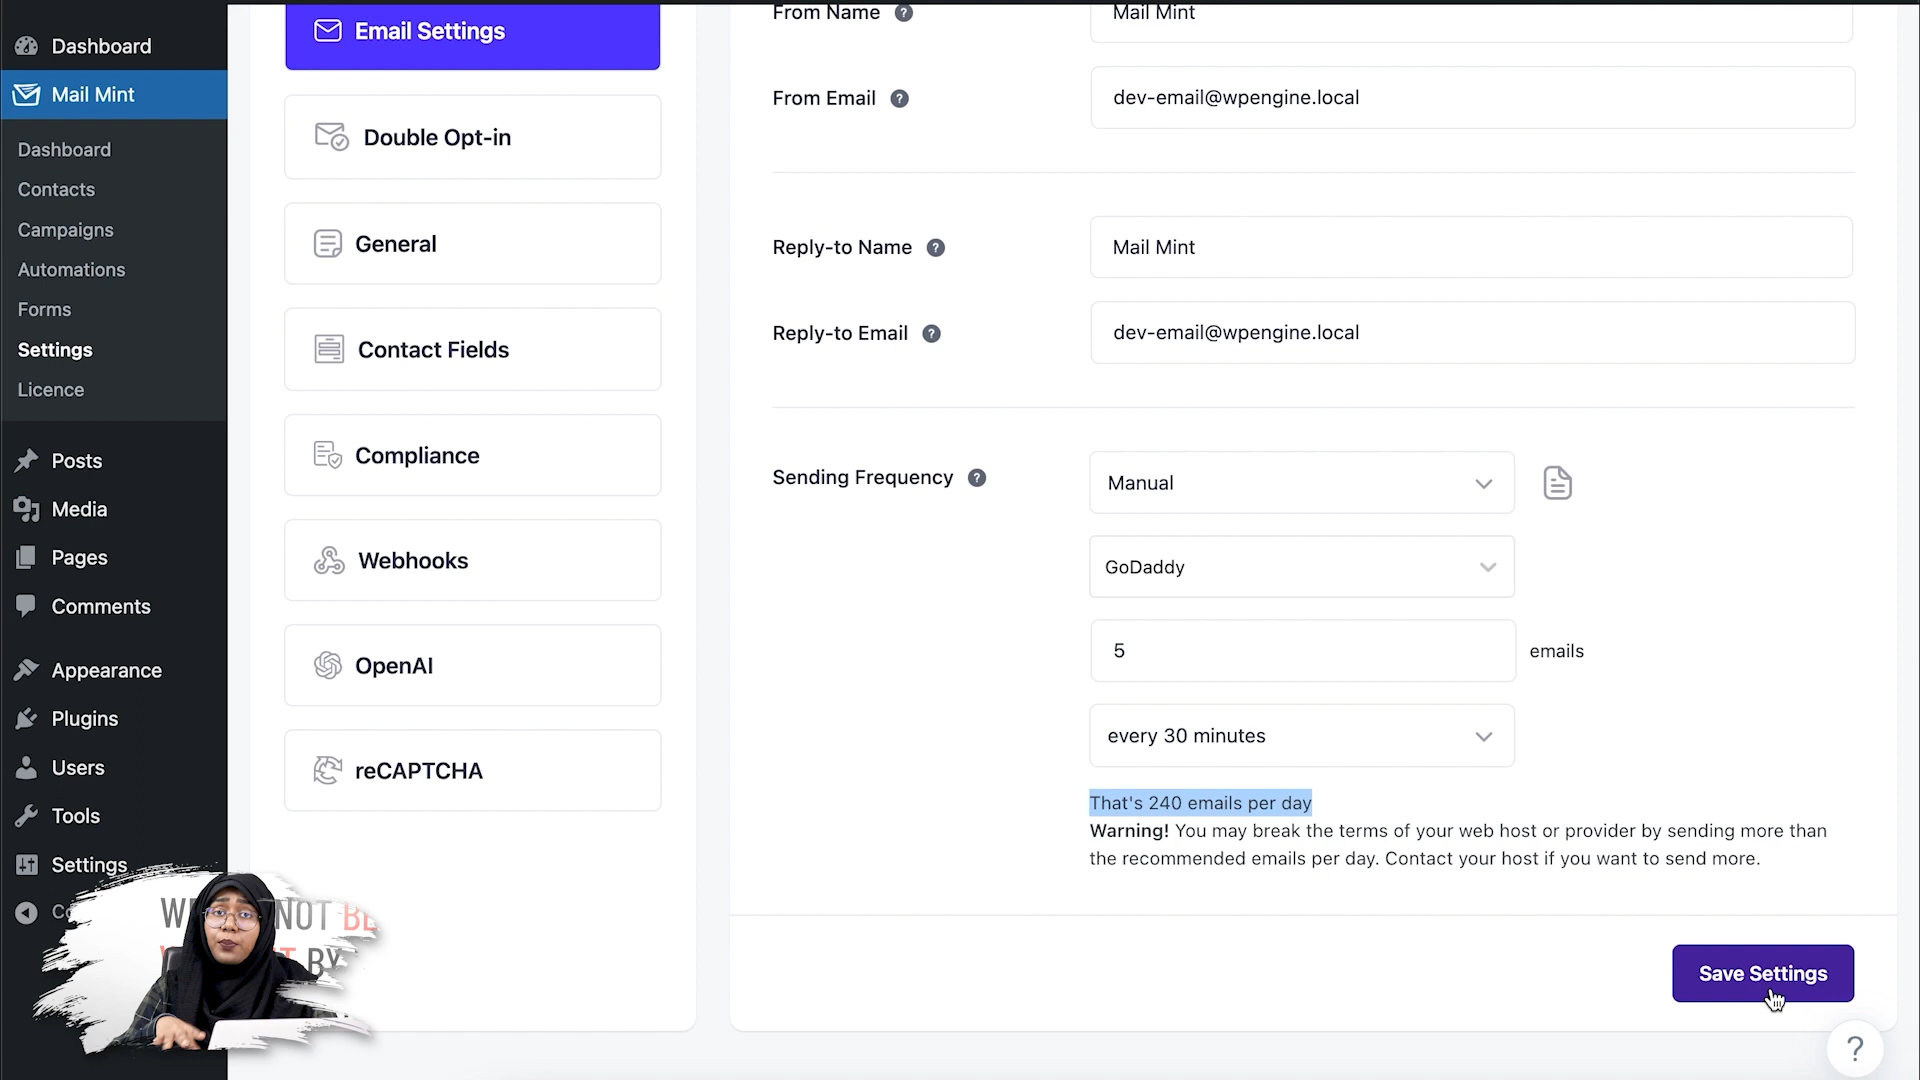 Dashboard
Mail Mint
Dashboard
Contacts
Campaigns
Automations
Forms
Settings
Licence
Posts
Media
Pages
Comments
Appearance
Plugins
Users
Tools
Settings
Email Settings
Double Opt-in
General
Contact Fields
Compliance
Webhooks
OpenAI
reCAPTCHA
From Name ?
Mail Mint
From Email ?
dev-email@wpengine.local
Reply-to Name ?
Mail Mint
Reply-to Email ?
dev-email@wpengine.local
Sending Frequency ?
Manual
GoDaddy
5 emails
every 30 minutes
That's 240 emails per day
Warning! You may break the terms of your web host or provider by sending more than
the recommended emails per day. Contact your host if you want to send more.
Save Settings
?
NOT
BY